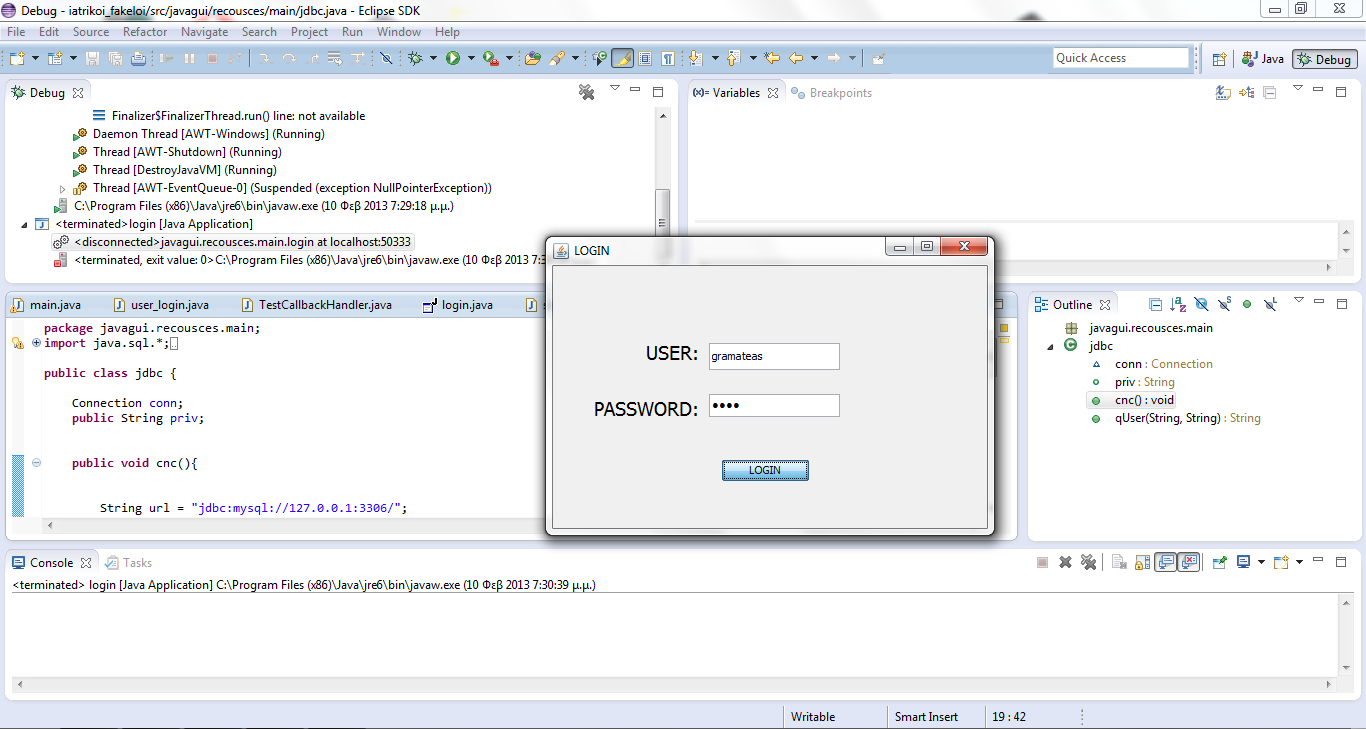 Debug - iatrikoi_fakeloi/src/javagui/recousces/main/jdbc.java - Eclipse SDK
File Edit Source Refactor Navigate Search Project Run Window Help
Quick Access Java Debug
Debug
Finalizer$FinalizerThread.run() line: not available
Daemon Thread [AWT-Windows] (Running)
Thread [AWT-Shutdown] (Running)
Thread [DestroyJavaVM] (Running)
Thread [AWT-EventQueue-0] (Suspended (exception NullPointerException))
C:\Program Files (x86)\Java\jre6\bin\javaw.exe (10 Φεβ 2013 7:29:18 μ.μ.)
<terminated>login [Java Application]
<disconnected>javagui.recousces.main.login at localhost:50333
<terminated, exit value: 0>C:\Program Files (x86)\Java\jre6\bin\javaw.exe (10 Φεβ 2013 7:3
(x)= Variables Breakpoints
LOGIN
USER: gramateas
PASSWORD: ••••
LOGIN
main.java user_login.java TestCallbackHandler.java login.java
package javagui.recousces.main;
import java.sql.*;
public class jdbc {
Connection conn;
public String priv;
public void cnc(){
String url = "jdbc:mysql://127.0.0.1:3306/";
Outline
javagui.recousces.main
jdbc
conn : Connection
priv : String
cnc() : void
qUser(String, String) : String
Console Tasks
<terminated> login [Java Application] C:\Program Files (x86)\Java\jre6\bin\javaw.exe (10 Φεβ 2013 7:30:39 μ.μ.)
Writable Smart Insert 19 : 42